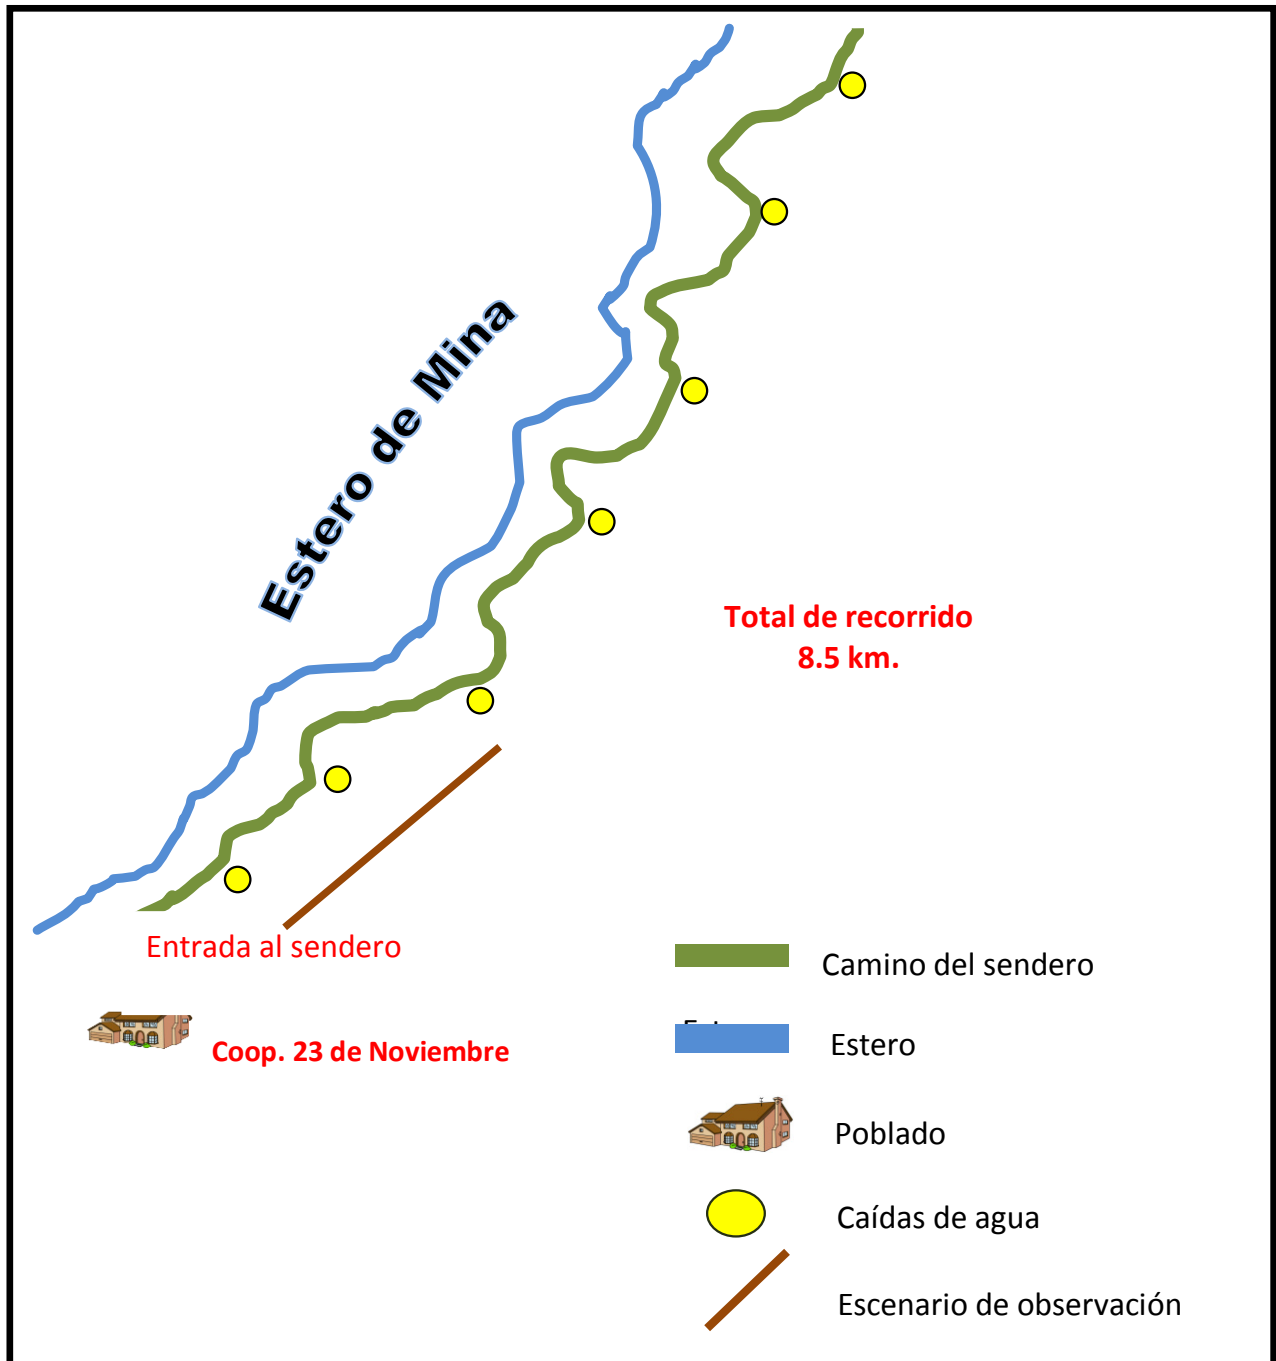 Estero de Mina
Total de recorrido
8.5 km.
Entrada al sendero
Coop. 23 de Noviembre
Camino del sendero
Estero
Poblado
Caídas de agua
Escenario de observación